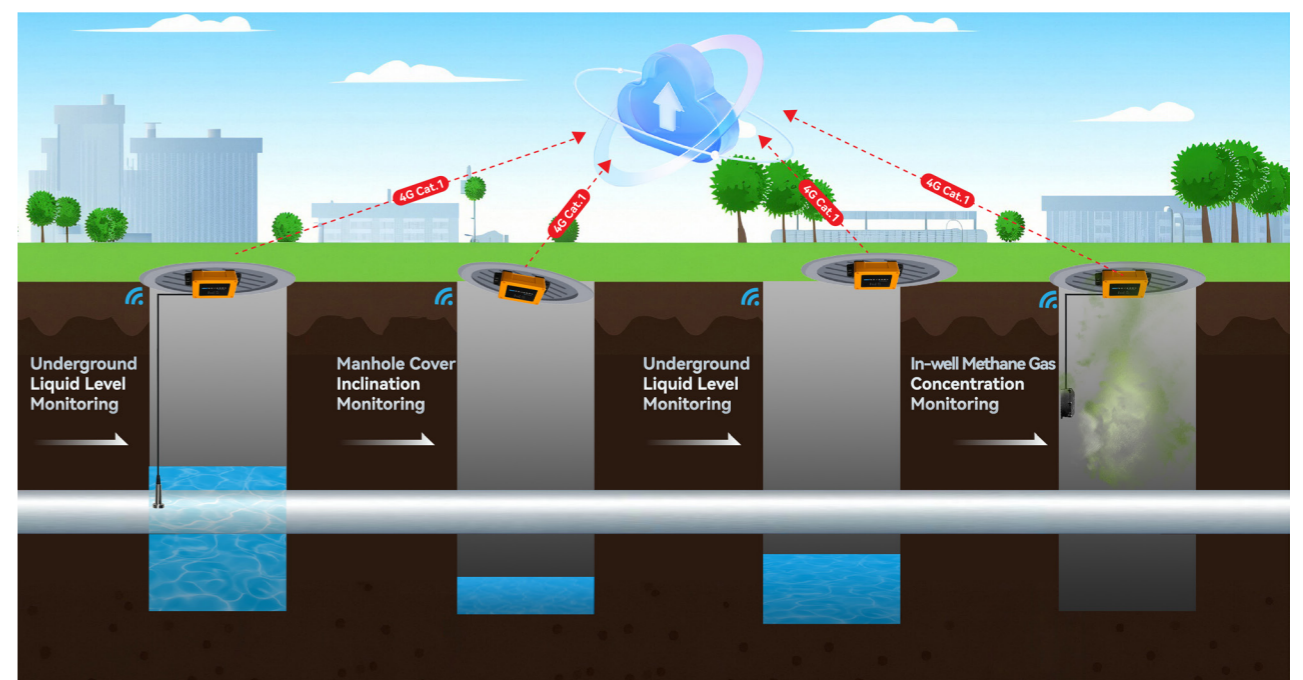 4G Cat.1
4G Cat.1
4G Cat.1
4G Cat.1
Underground
Liquid Level
Monitoring
Manhole Cover
Inclination
Monitoring
Underground
Liquid Level
Monitoring
In-well Methane Gas
Concentration
Monitoring